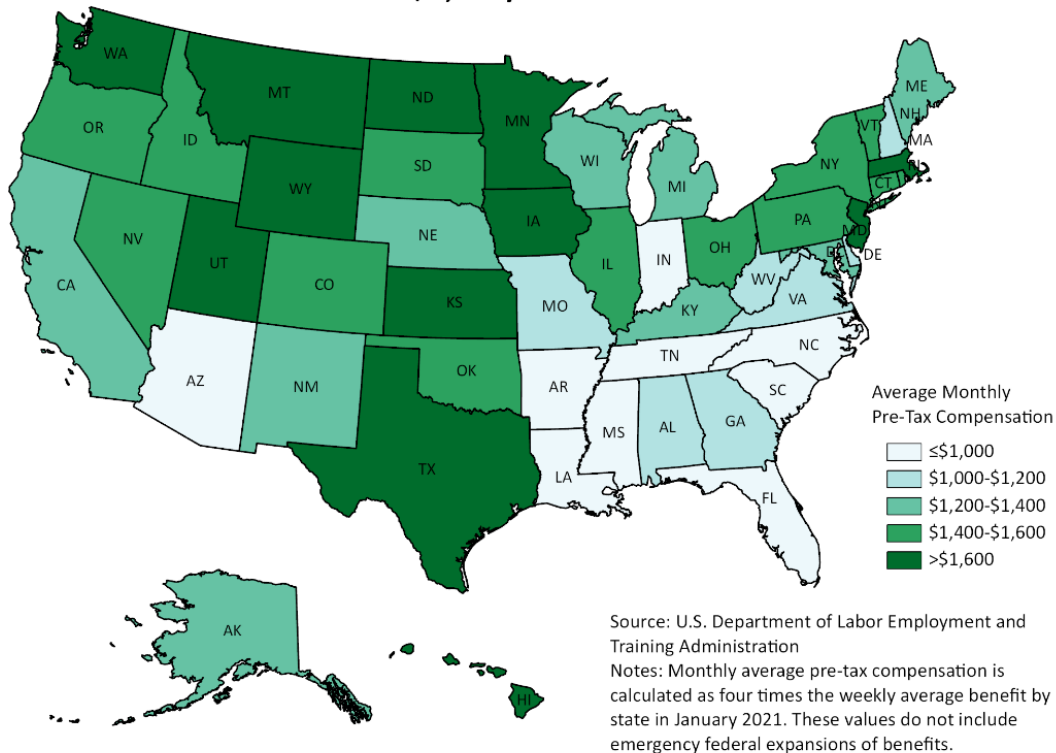 WA
MT
ND
MN
ME
OR
ID
SD
WI
MI
NY
VT
NH
MA
WY
IA
NE
PA
CT
NV
UT
CO
KS
IL
IN
OH
MD
DE
CA
MO
KY
WV
VA
AZ
NM
OK
AR
TN
NC
SC
TX
LA
MS
AL
GA
FL
AK
HI
Average Monthly
Pre-Tax Compensation
≤$1,000
$1,000-$1,200
$1,200-$1,400
$1,400-$1,600
>$1,600
Source: U.S. Department of Labor Employment and
Training Administration
Notes: Monthly average pre-tax compensation is
calculated as four times the weekly average benefit by
state in January 2021. These values do not include
emergency federal expansions of benefits.